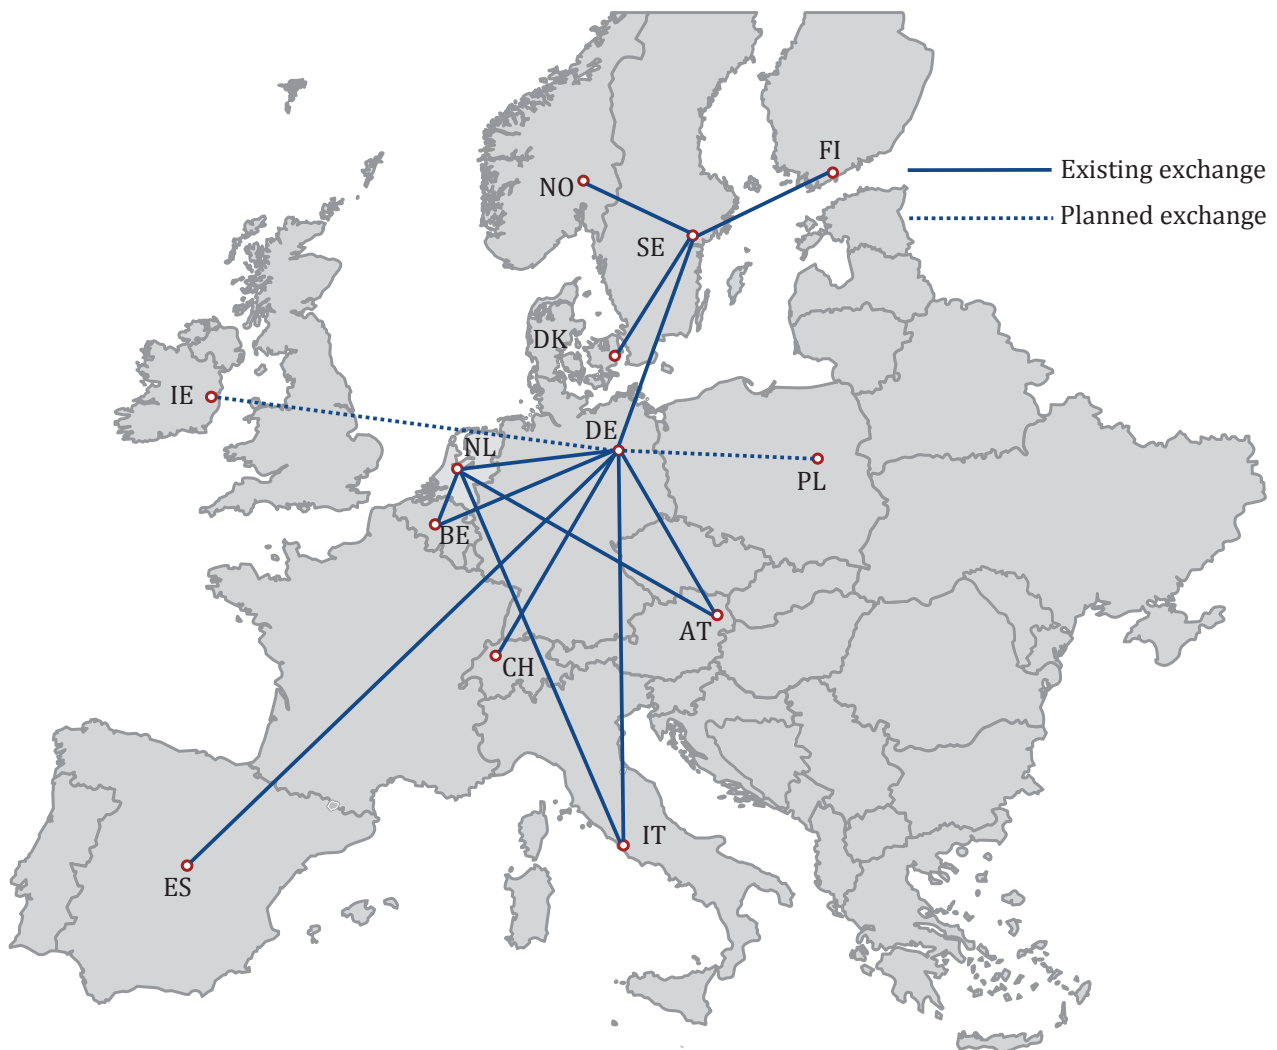 FI
Existing exchange
NO
Planned exchange
SE
DK
IE
DE
NL
PL
BE
AT
CH
IT
ES